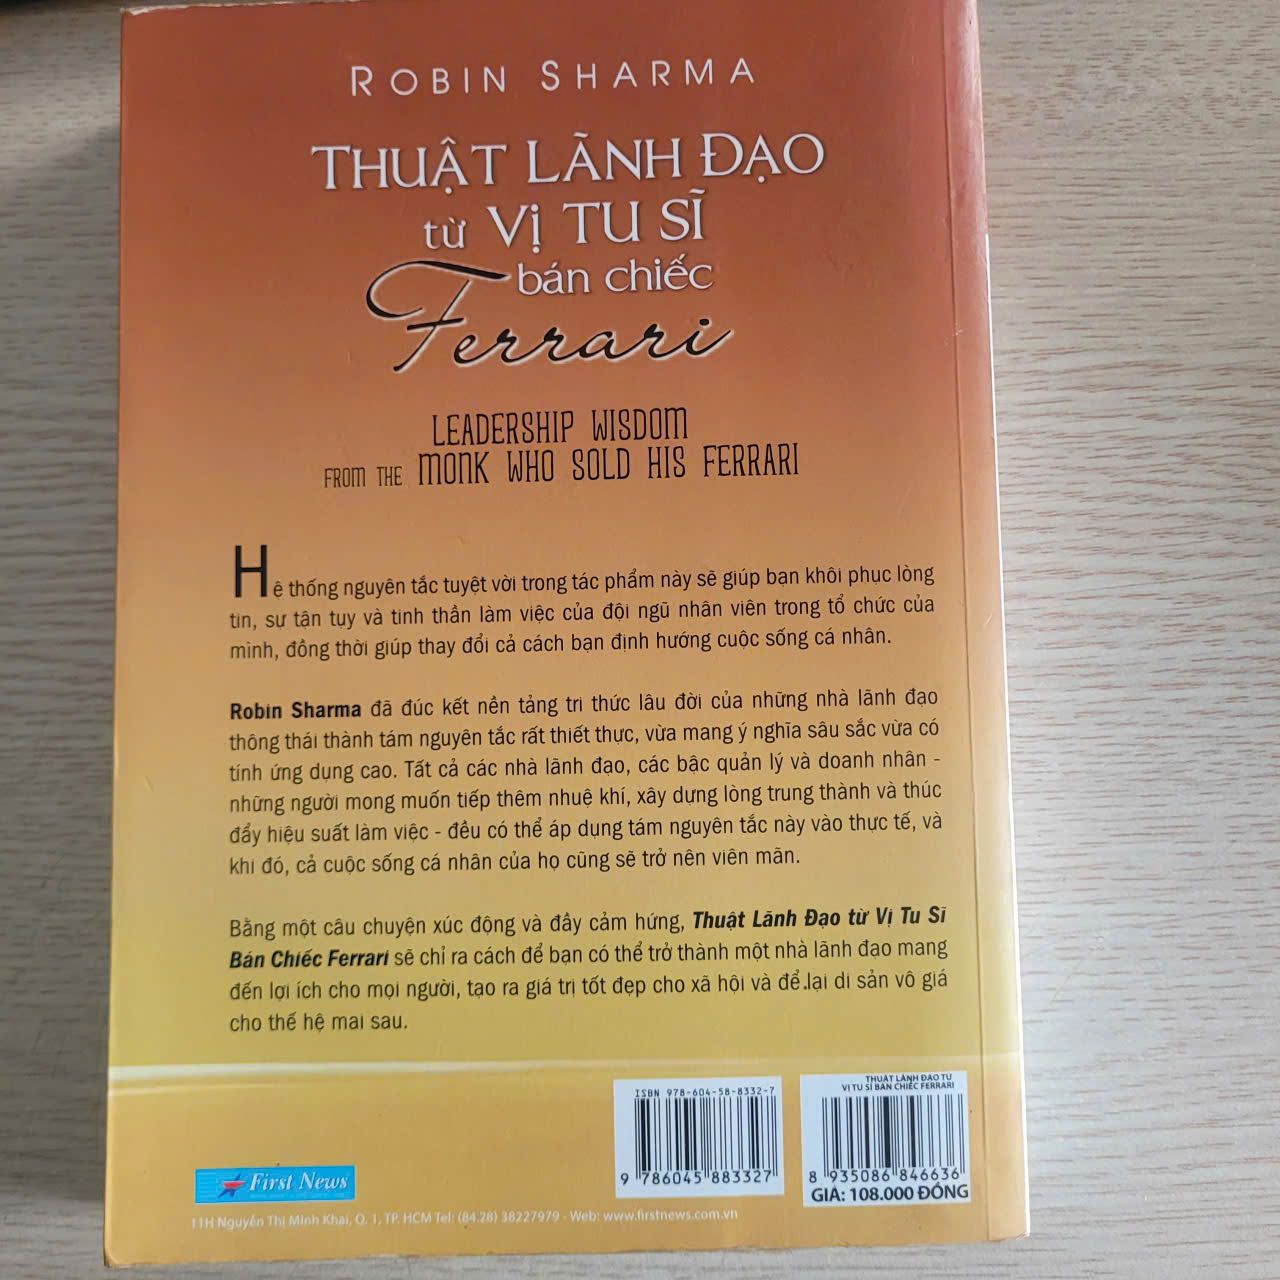 ROBIN SHARMA
THUẬT LÃNH ĐẠO
từ VỊ TU SĨ
bán chiếc
Ferrari
LEADERSHIP WISDOM
FROM THE MONK WHO SOLD HIS FERRARI
Hệ thống nguyên tắc tuyệt vời trong tác phẩm này sẽ giúp bạn khôi phục lòng
tin, sự tận tụy và tinh thần làm việc của đội ngũ nhân viên trong tổ chức của
mình, đồng thời giúp thay đổi cả cách bạn định hướng cuộc sống cá nhân.
Robin Sharma đã đúc kết nền tảng tri thức lâu đời của những nhà lãnh đạo
thông thái thành tám nguyên tắc rất thiết thực, vừa mang ý nghĩa sâu sắc vừa có
tính ứng dụng cao. Tất cả các nhà lãnh đạo, các bậc quản lý và doanh nhân -
những người mong muốn tiếp thêm nhuệ khí, xây dựng lòng trung thành và thúc
đẩy hiệu suất làm việc - đều có thể áp dụng tám nguyên tắc này vào thực tế, và
khi đó, cả cuộc sống cá nhân của họ cũng sẽ trở nên viên mãn.
Bằng một câu chuyện xúc động và đầy cảm hứng, Thuật Lãnh Đạo từ Vị Tu Sĩ
Bán Chiếc Ferrari sẽ chỉ ra cách để bạn có thể trở thành một nhà lãnh đạo mang
đến lợi ích cho mọi người, tạo ra giá trị tốt đẹp cho xã hội và để lại di sản vô giá
cho thế hệ mai sau.
ISBN 978-604-58-8332-7
9 786045 883327
THUẬT LÃNH ĐẠO TỪ
VỊ TU SĨ BÁN CHIẾC FERRARI
8 935086 846636
GIÁ: 108.000 ĐỒNG
First News
11H Nguyễn Thị Minh Khai, Q. 1, TP. HCM Tel: (84.28) 38227979 - Web: www.firstnews.com.vn